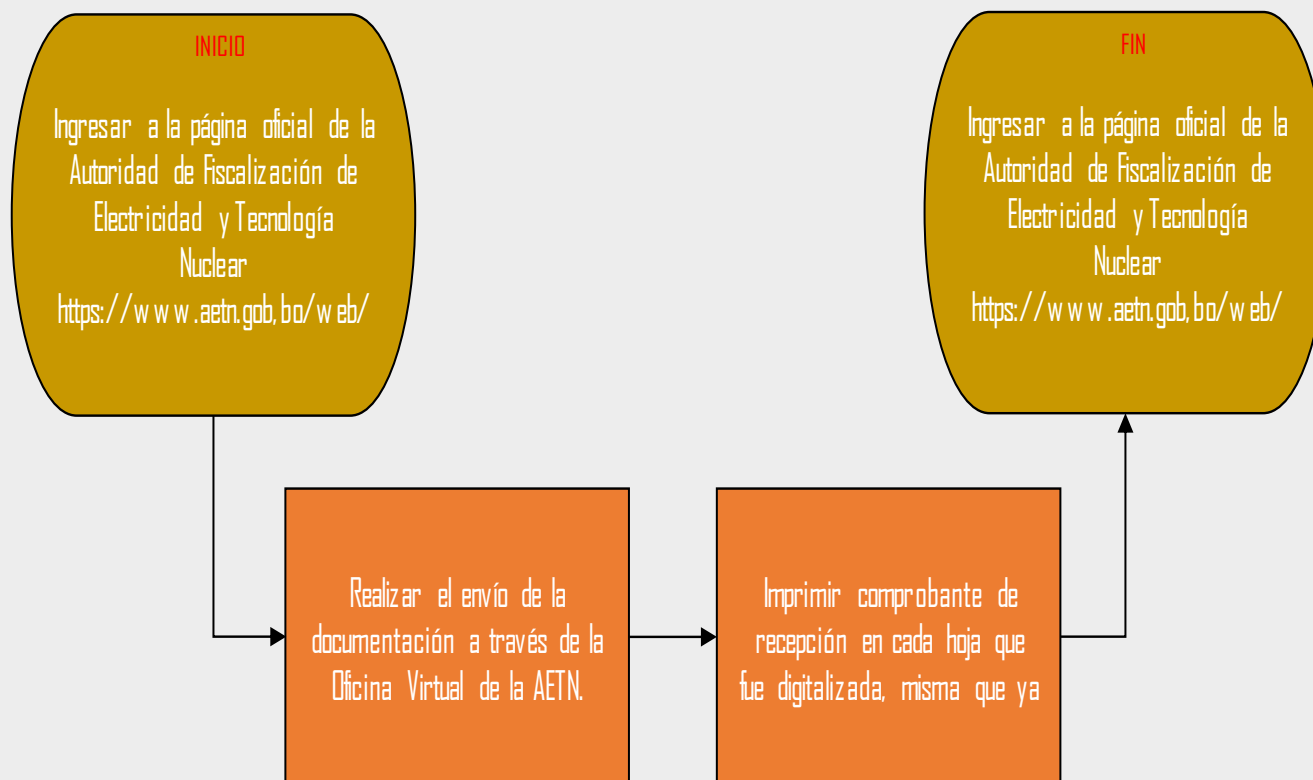 INICIO
Ingresar a la página oficial de la
Autoridad de Fiscalización de
Electricidad y Tecnología
Nuclear
https://www.aetn.gob,bo/web/
Realizar el envío de la
documentación a través de la
Oficina Virtual de la AETN.
Imprimir comprobante de
recepción en cada hoja que
fue digitalizada, misma que ya
FIN
Ingresar a la página oficial de la
Autoridad de Fiscalización de
Electricidad y Tecnología
Nuclear
https://www.aetn.gob,bo/web/